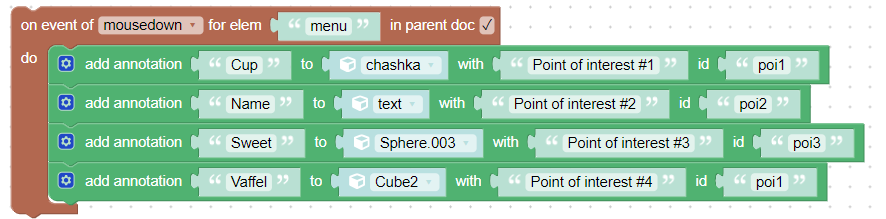 on event of mousedown for elem “ menu ” in parent doc ✓
do add annotation “ Cup ” to chashka with “ Point of interest #1 ” id “ poi1 ”
add annotation “ Name ” to text with “ Point of interest #2 ” id “ poi2 ”
add annotation “ Sweet ” to Sphere.003 with “ Point of interest #3 ” id “ poi3 ”
add annotation “ Vaffel ” to Cube2 with “ Point of interest #4 ” id “ poi1 ”